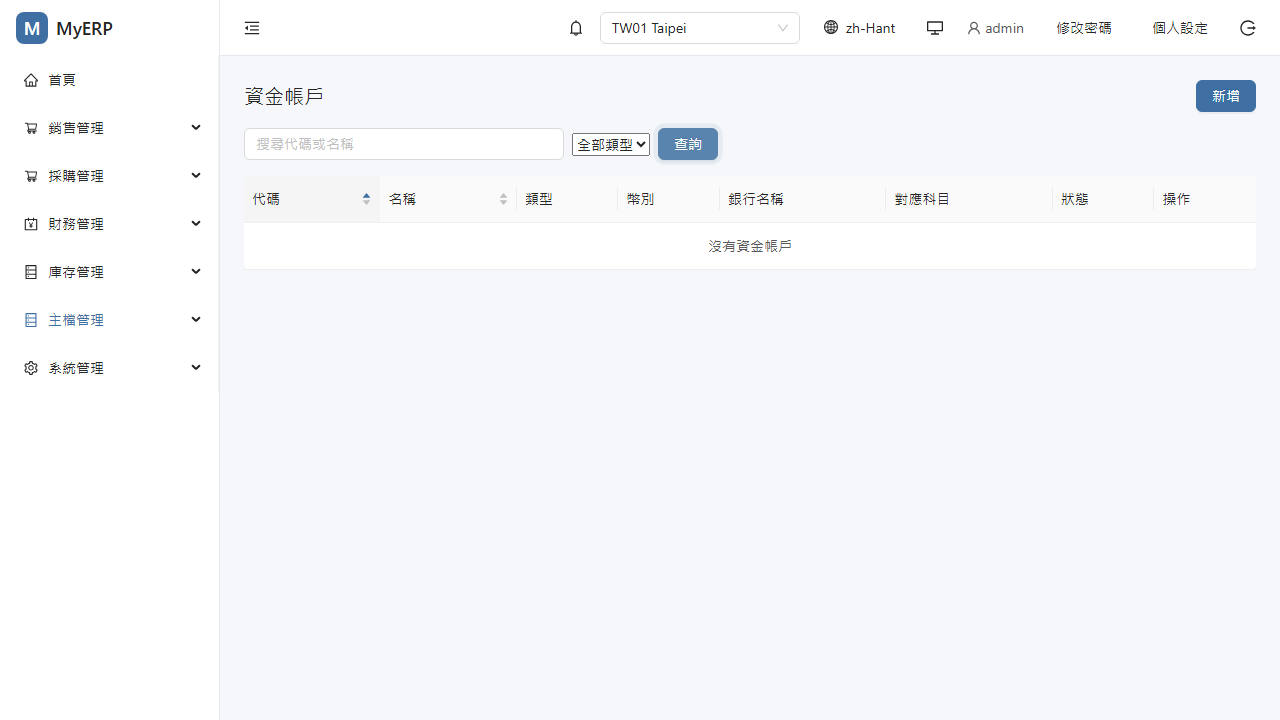 M MyERP
TW01 Taipei
zh-Hant
admin
修改密碼
個人設定
首頁
銷售管理
採購管理
財務管理
庫存管理
主檔管理
系統管理
資金帳戶
新增
搜尋代碼或名稱
全部類型
查詢
代碼 名稱 類型 幣別 銀行名稱 對應科目 狀態 操作
沒有資金帳戶